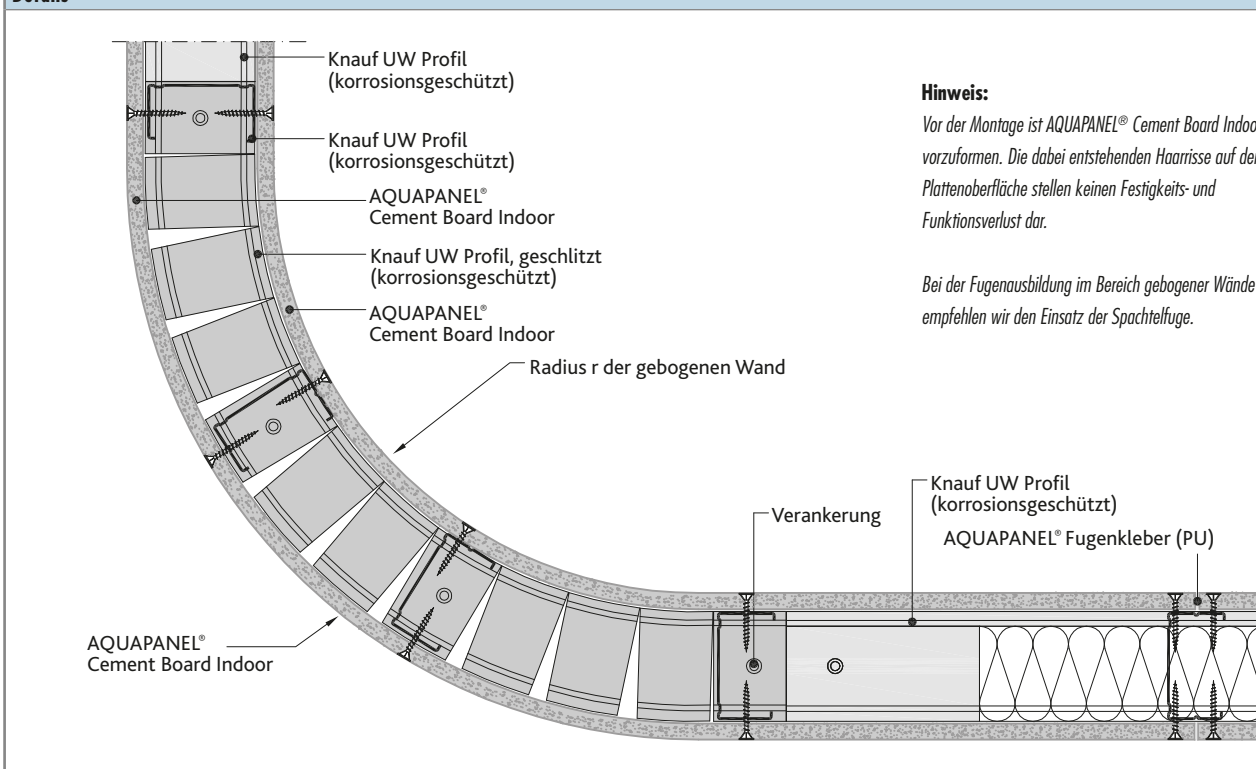 Knauf UW Profil
(korrosionsgeschützt)
Knauf UW Profil
(korrosionsgeschützt)
AQUAPANEL®
Cement Board Indoor
Knauf UW Profil, geschlitzt
(korrosionsgeschützt)
AQUAPANEL®
Cement Board Indoor
Radius r der gebogenen Wand
Hinweis:
Vor der Montage ist AQUAPANEL® Cement Board Indoo
vorzuformen. Die dabei entstehenden Haarrisse auf der
Plattenoberfläche stellen keinen Festigkeits- und
Funktionsverlust dar.
Bei der Fugenausbildung im Bereich gebogener Wände
empfehlen wir den Einsatz der Spachtelfuge.
Verankerung
Knauf UW Profil
(korrosionsgeschützt)
AQUAPANEL® Fugenkleber (PU)
AQUAPANEL®
Cement Board Indoor